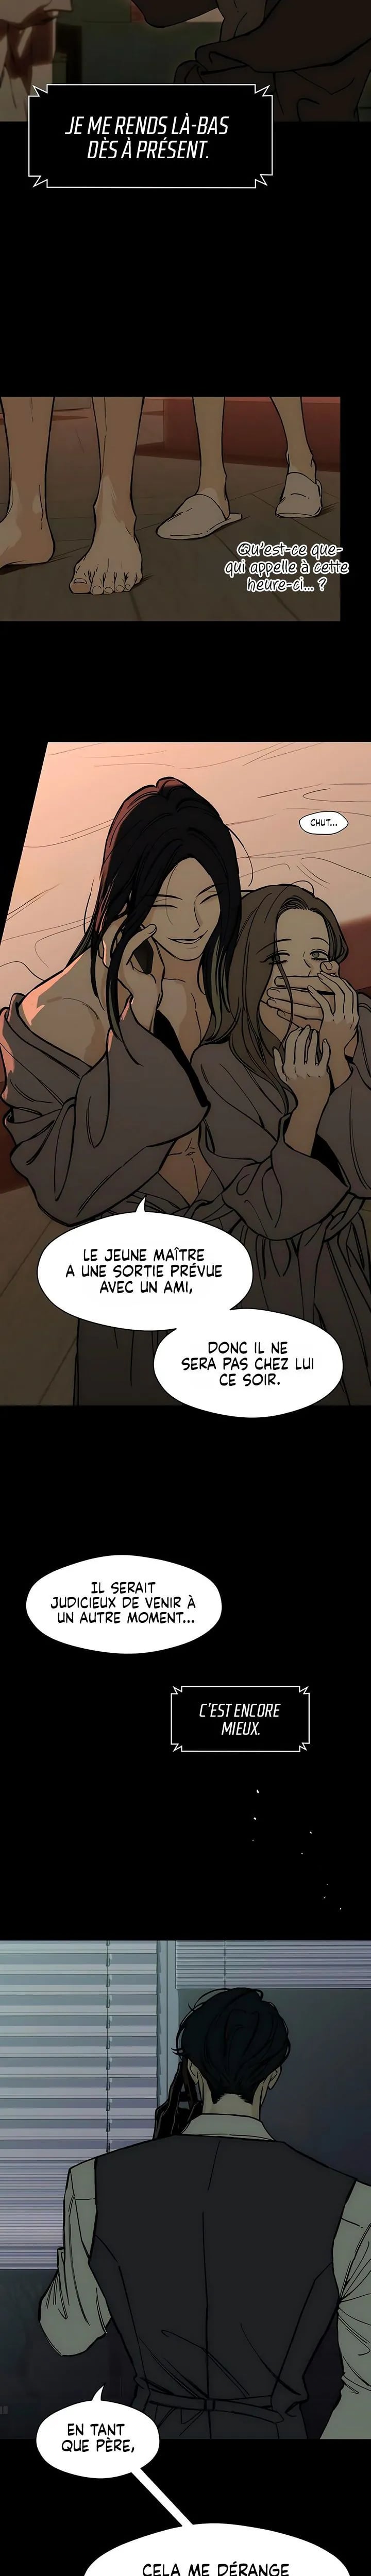 JE ME RENDS LÀ-BAS
DÈS À PRÉSENT.
Qu'est-ce que-
qui appelle à cette
heure-ci... ?
CHUT...
LE JEUNE MAÎTRE
A UNE SORTIE PRÉVUE
AVEC UN AMI,
DONC IL NE
SERA PAS CHEZ LUI
CE SOIR.
IL SERAIT
JUDICIEUX DE VENIR À
UN AUTRE MOMENT...
C'EST ENCORE
MIEUX.
EN TANT
QUE PÈRE,
CELA ME DÉRANGE